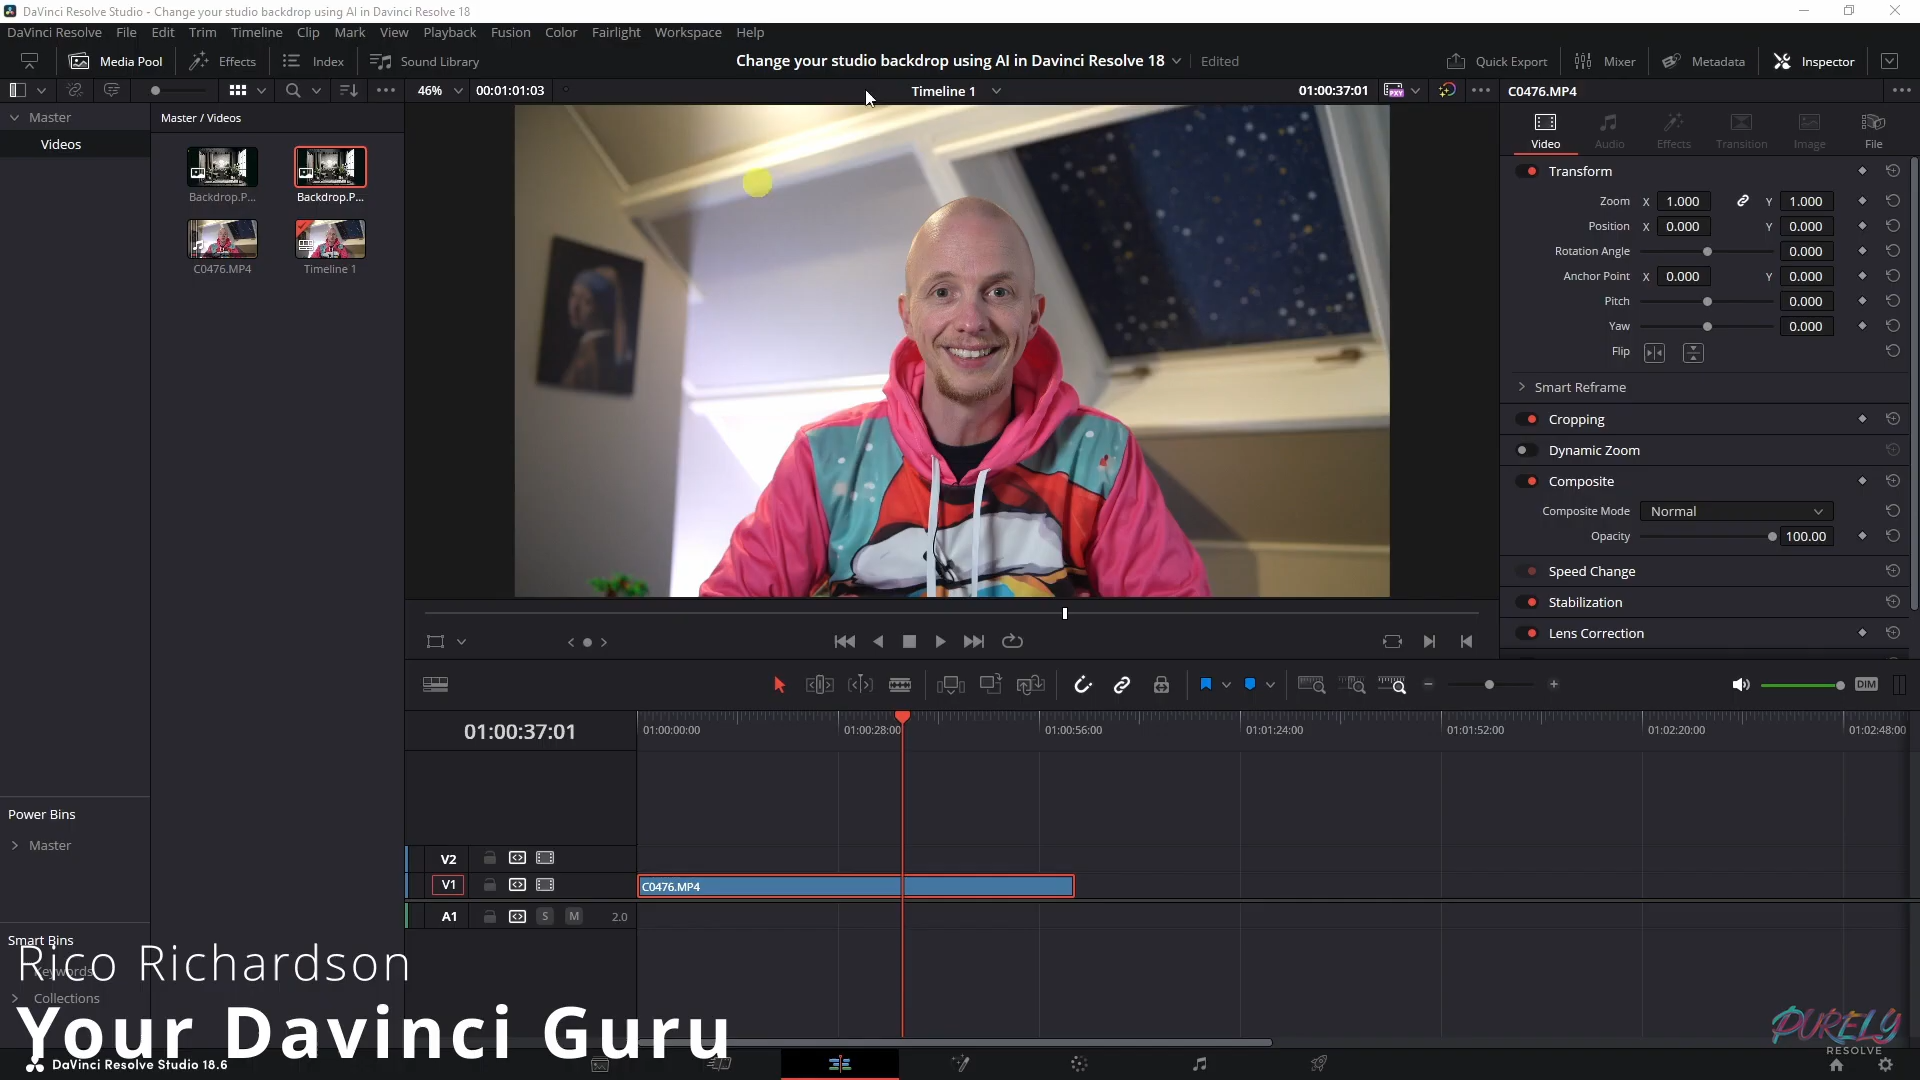 DaVinci Resolve Studio - Change your studio backdrop using AI in Davinci Resolve 18
DaVinci Resolve File Edit Trim Timeline Clip Mark View Playback Fusion Color Fairlight Workspace Help
Media Pool Effects Index Sound Library Change your studio backdrop using AI in Davinci Resolve 18 Edited Quick Export Mixer Metadata Inspector
46% 00:01:01:03 Timeline 1 01:00:37:01 PXY C0476.MP4
Master
Master / Videos
Videos
Backdrop.P... Backdrop.P...
C0476.MP4 Timeline 1
Video Audio Effects Transition Image File
Transform
Zoom X 1.000 Y 1.000
Position X 0.000 Y 0.000
Rotation Angle 0.000
Anchor Point X 0.000 Y 0.000
Pitch 0.000
Yaw 0.000
Flip
Smart Reframe
Cropping
Dynamic Zoom
Composite
Composite Mode Normal
Opacity 100.00
Speed Change
Stabilization
Lens Correction
DIM
01:00:37:01 01:00:00:00 01:00:28:00 01:00:56:00 01:01:24:00 01:01:52:00 01:02:20:00 01:02:48:00
Power Bins
Master
V2
V1 C0476.MP4
A1 S M 2.0
Smart Bins
Keywords
Collections
Rico Richardson
Your Davinci Guru
DaVinci Resolve Studio 18.6
PURELY
RESOLVE